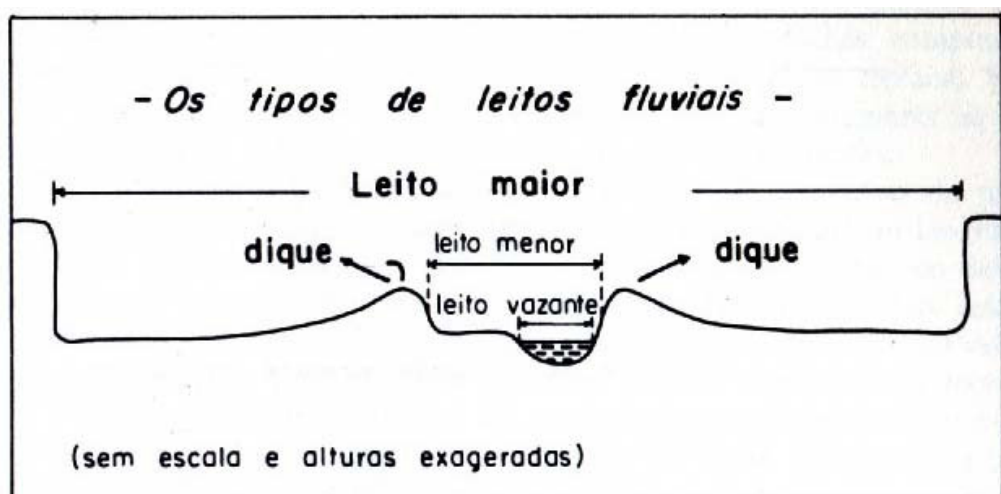 - Os tipos de leitos fluviais -
Leito maior
dique
leito menor
dique
leito vazante
(sem escala e alturas exageradas)